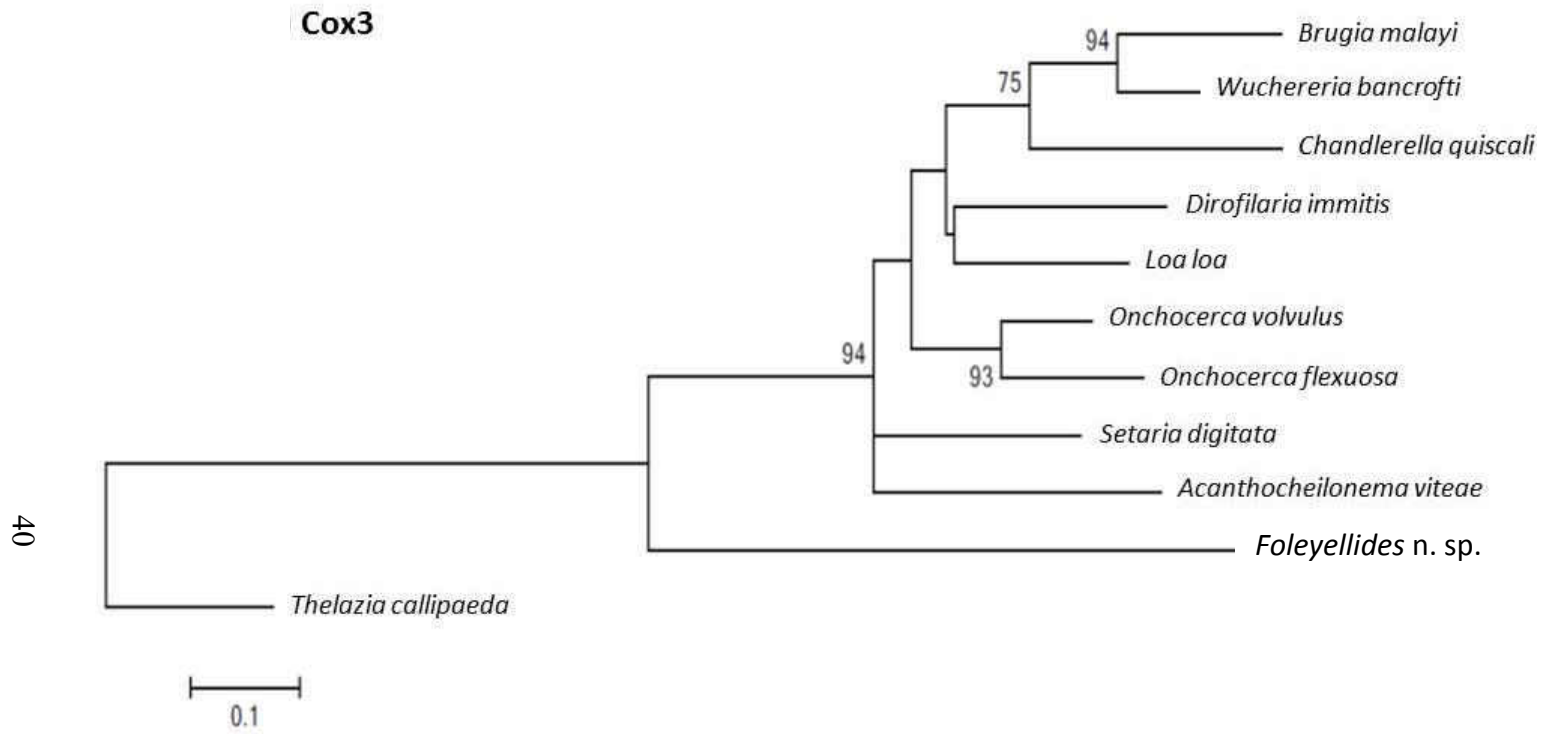 Cox3
94
Brugia malayi
75
Wuchereria bancrofti
Chandlerella quiscali
Dirofilaria immitis
Loa loa
Onchocerca volvulus
94
93
Onchocerca flexuosa
Setaria digitata
Acanthocheilonema viteae
40
Foleyellides n. sp.
Thelazia callipaeda
0.1